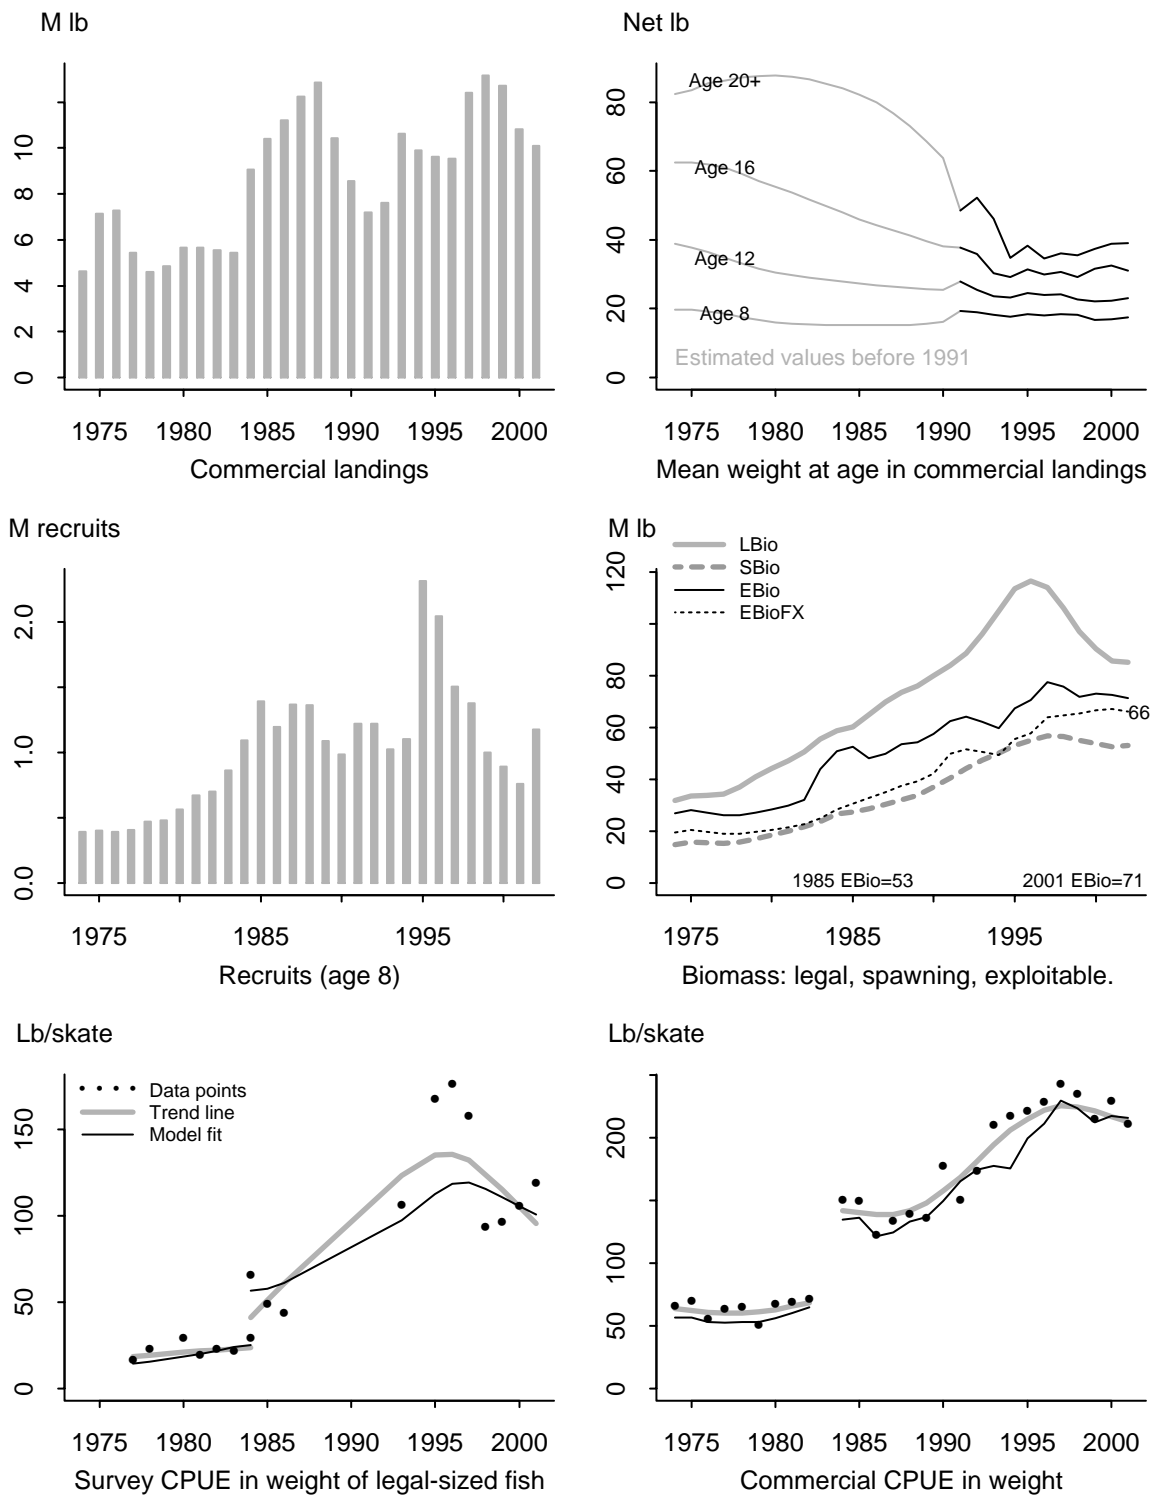 M lb
0 2 4 6 8 10
1975 1980 1985 1990 1995 2000
Commercial landings
Net lb
0 20 40 60 80
Age 20+
Age 16
Age 12
Age 8
Estimated values before 1991
1975 1980 1985 1990 1995 2000
Mean weight at age in commercial landings
M recruits
0.0 1.0 2.0
1975 1985 1995
Recruits (age 8)
M lb
0 20 40 60 80 120
LBio
SBio
EBio
EBioFX
66
1985 EBio=53
2001 EBio=71
1975 1985 1995
Biomass: legal, spawning, exploitable.
Lb/skate
0 50 100 150
Data points
Trend line
Model fit
1975 1980 1985 1990 1995 2000
Survey CPUE in weight of legal-sized fish
Lb/skate
0 50 100 200
1975 1980 1985 1990 1995 2000
Commercial CPUE in weight